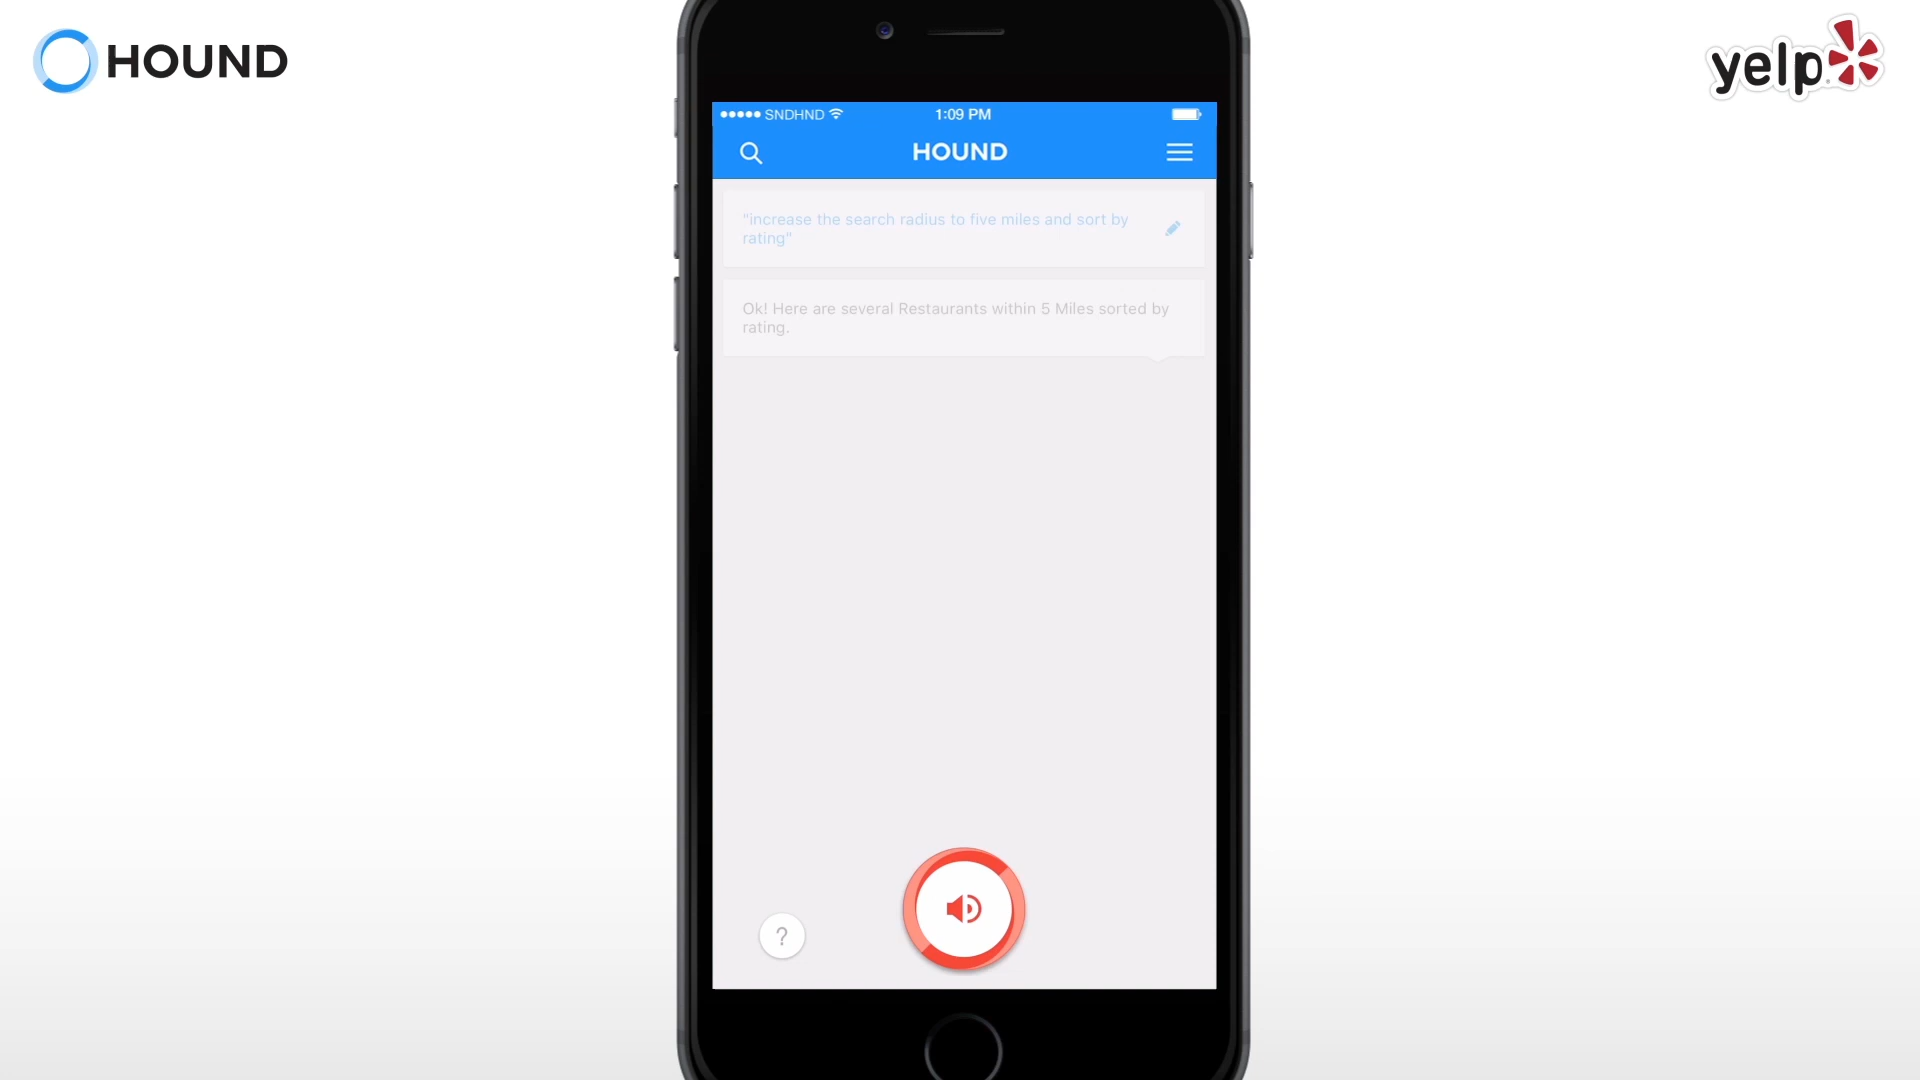 HOUND
yelp
SNDHND
1:09 PM
HOUND
"increase the search radius to five miles and sort by
rating"
Ok! Here are several Restaurants within 5 Miles sorted by
rating.
?